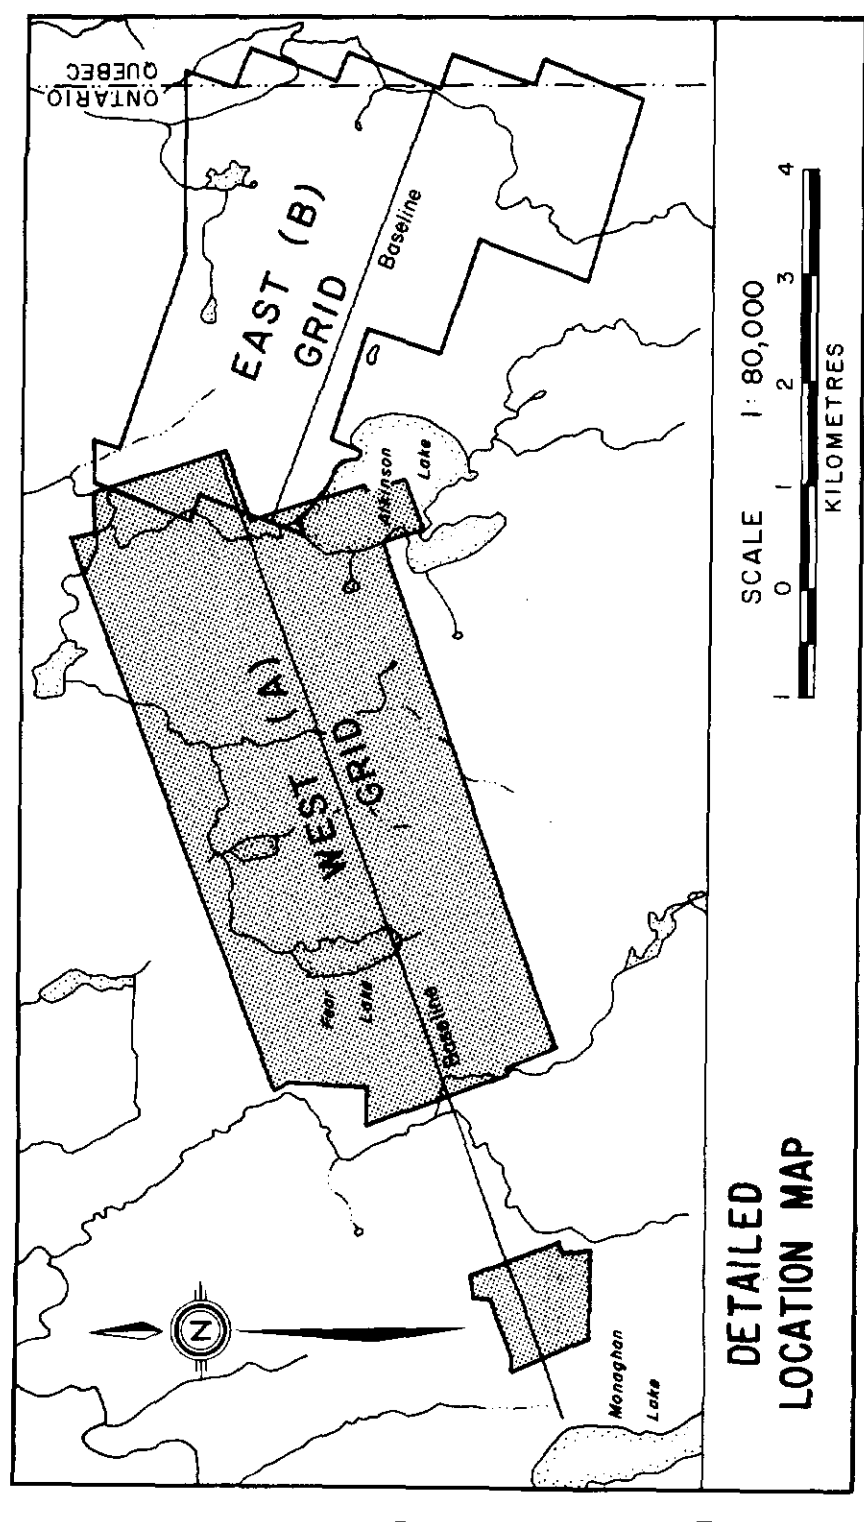 ONTARIO
QUEBEC
EAST (B)
GRID
Baseline
Atkinson
Lake
WEST (A)
GRID
Fear
Lake
Baseline
N
Monaghan
Lake
DETAILED
LOCATION MAP
SCALE 1:80,000
1 0 1 2 3 4
KILOMETRES